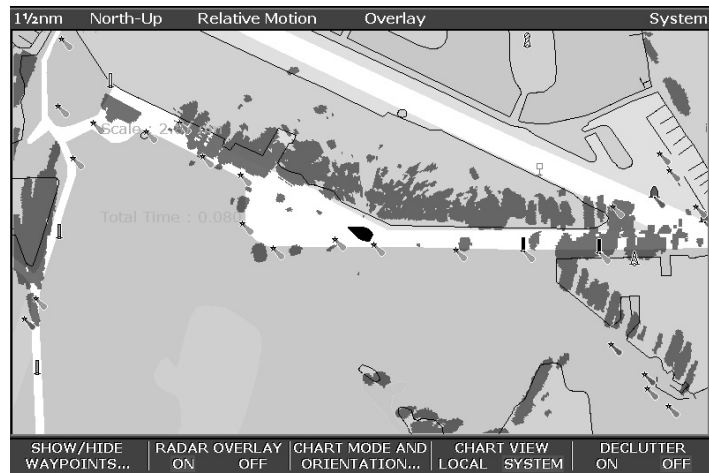 1½nm North-Up Relative Motion Overlay System
Scale : 2.
Total Time : 0.080
SHOW/HIDE WAYPOINTS...
RADAR OVERLAY ON OFF
CHART MODE AND ORIENTATION...
CHART VIEW LOCAL SYSTEM
DECLUTTER ON OFF